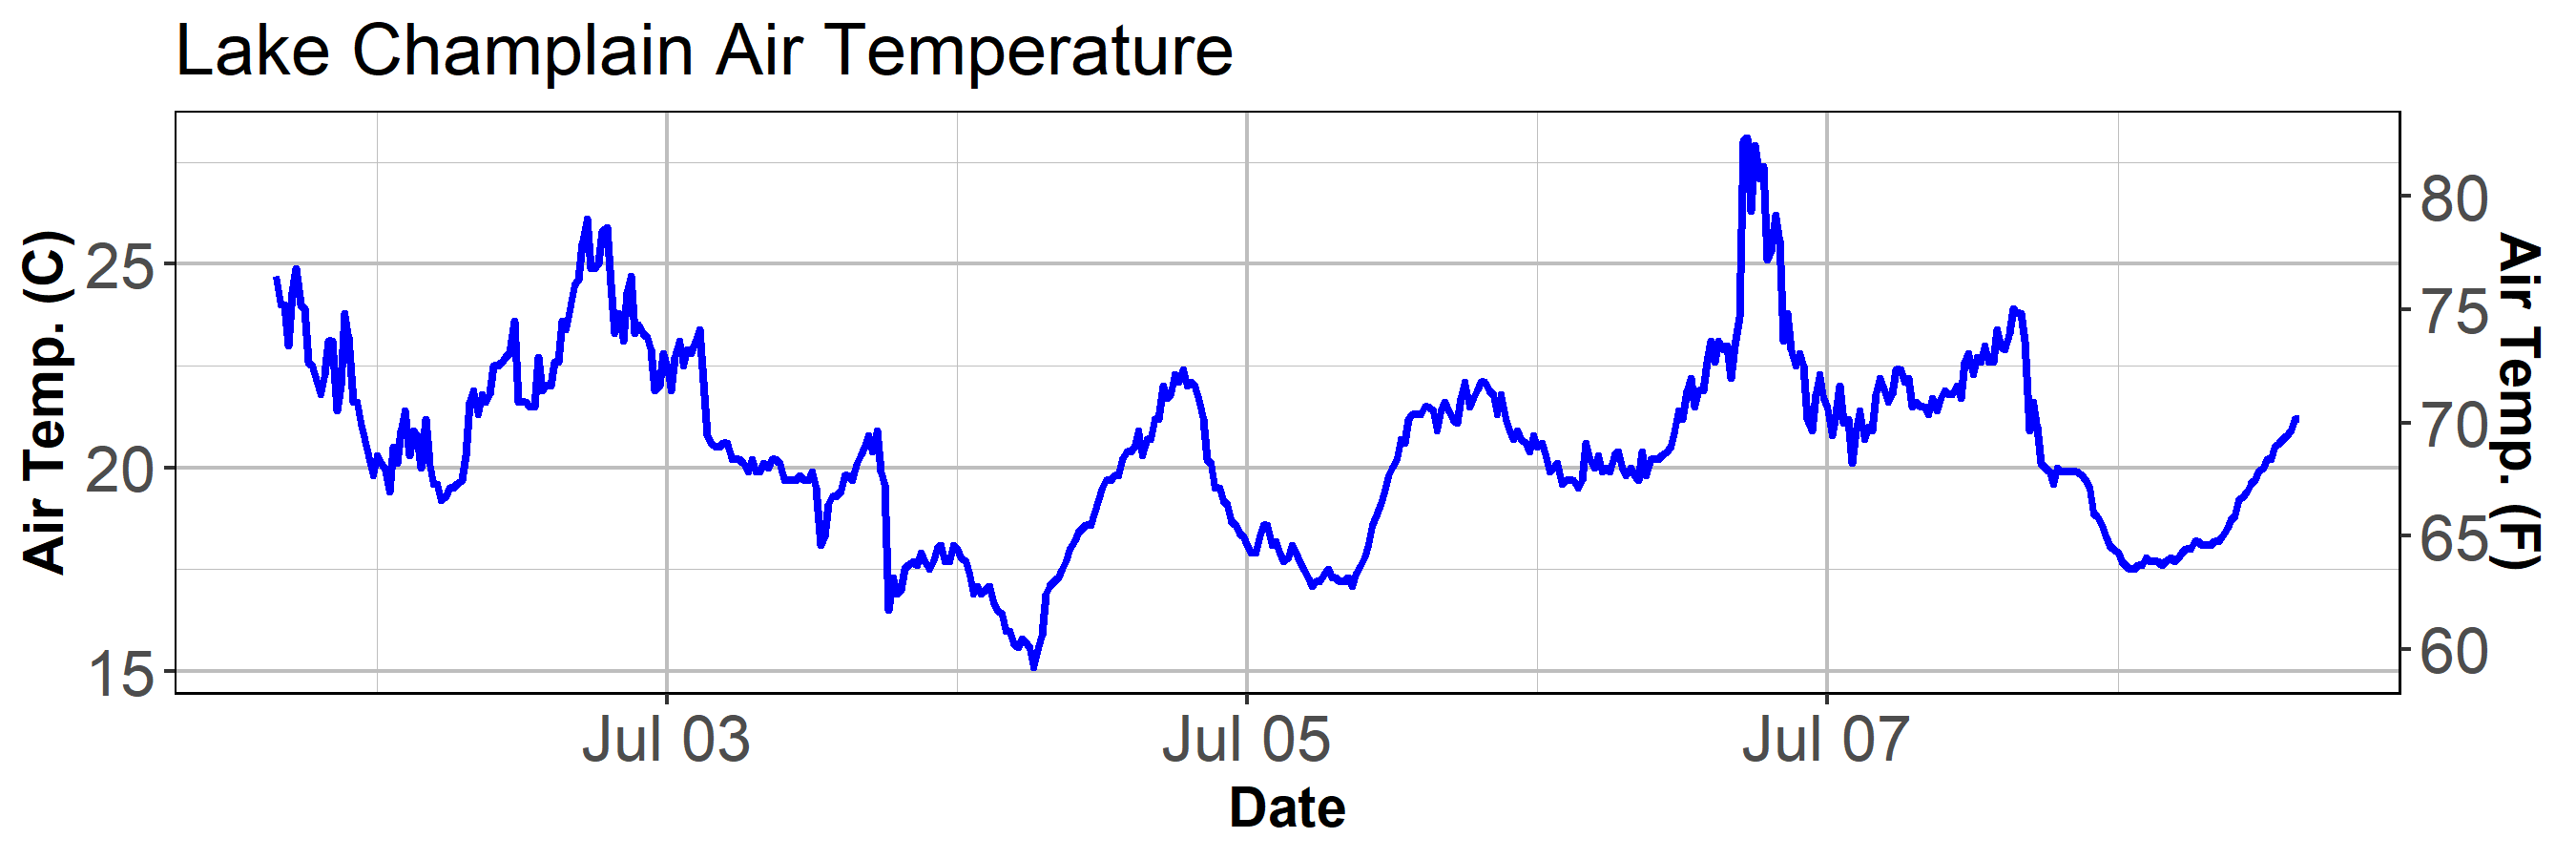 Lake Champlain Air Temperature
Air Temp. (C)
25
20
15
80
75
70
65
60
Air Temp. (F)
Jul 03
Jul 05
Jul 07
Date